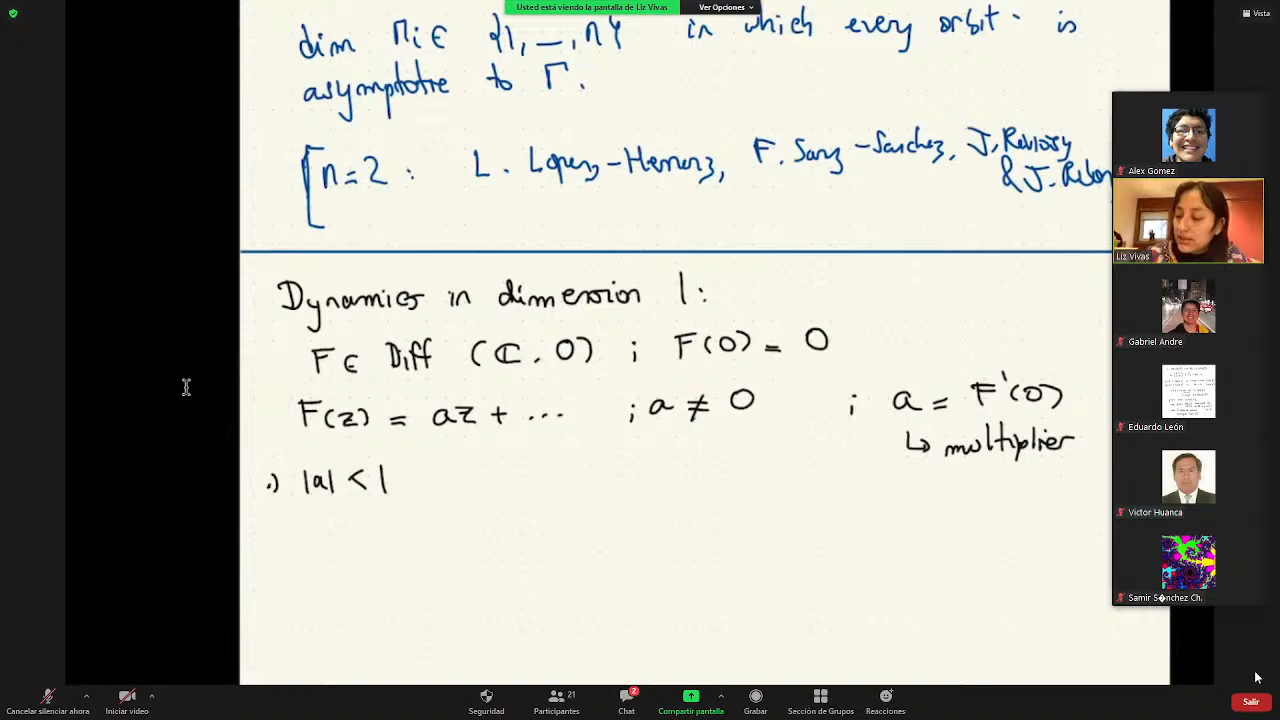 Usted está viendo la pantalla de Liz Vivas
Ver Opciones
Vista
dim Πi ∈ {1, _, n} in which every orbit is
asymptotre to Γ.
[n=2 : L. Lopez-Hernanz, F. Sanz-Sanchez, J. Ribon
& J. Ribon
Dynamics in dimension 1:
F ∈ Diff (ℂ, 0) ; F(0) = 0
F(z) = az + ... ; a ≠ 0 ; a = F'(0)
↳ multiplier
.) |a| < 1
Alex Gomez
Liz Vivas
Gabriel Andre
Eduardo León
Victor Huanca
Samir S�nchez Ch.
Cancelar silenciar ahora
Iniciar video
Seguridad
21
Participantes
2
Chat
Compartir pantalla
Grabar
Sección de Grupos
Reacciones
Salir